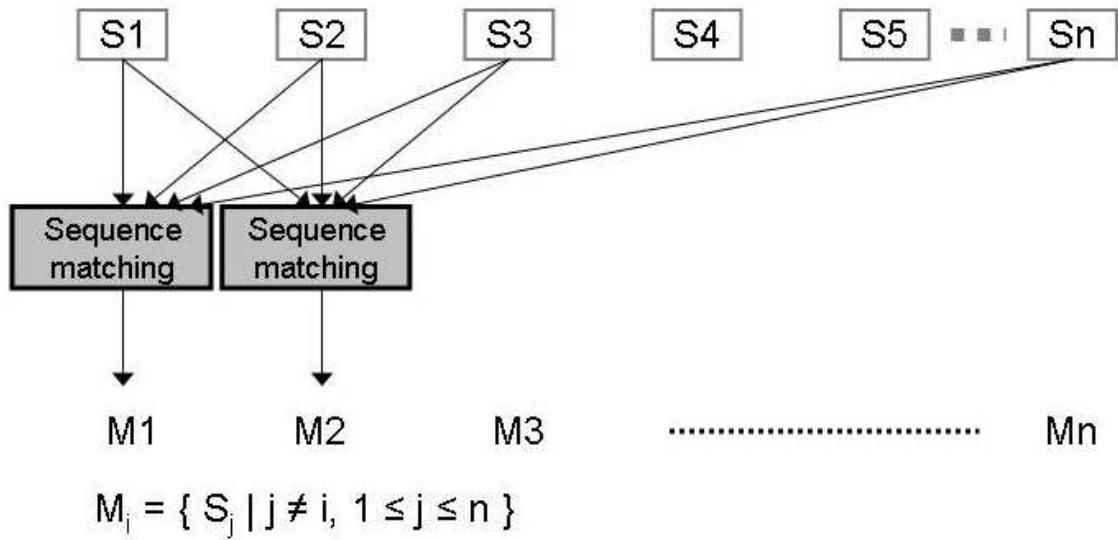 S1 S2 S3 S4 S5 Sn
Sequence matching
Sequence matching
M1 M2 M3 Mn
Mi = { Sj | j ≠ i, 1 ≤ j ≤ n }